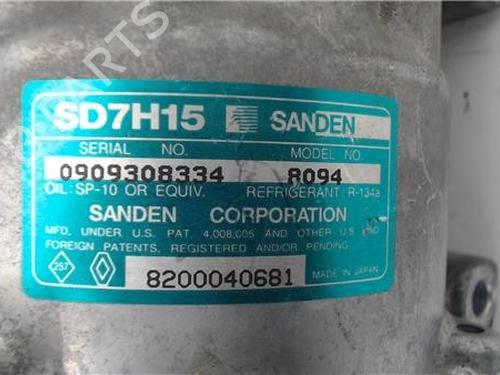 PARTS
SD7H15 SANDEN
SERIAL NO. MODEL NO.
0909308334 8094
OIL: SP-10 OR EQUIV. REFRIGERANT: R-134a
SANDEN CORPORATION
MFD. UNDER U.S. PAT. 4,008,005 AND OTHER U.S. AND
FOREIGN PATENTS, REGISTERED AND/OR PENDING.
257 8200040681 MADE IN JAPAN